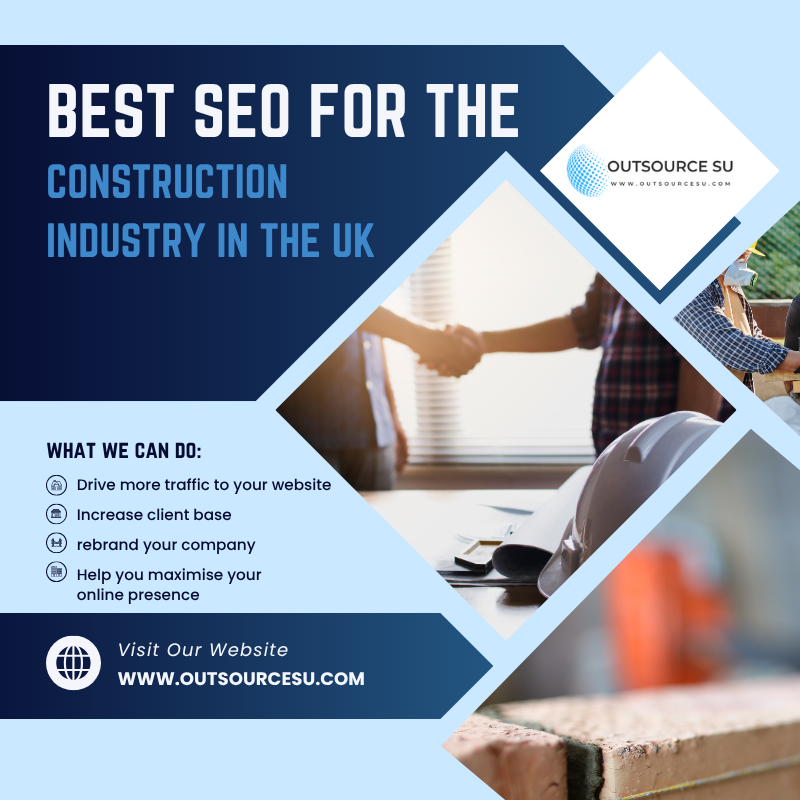 BEST SEO FOR THE
CONSTRUCTION
INDUSTRY IN THE UK
OUTSOURCE SU
WWW.OUTSOURCESU.COM
WHAT WE CAN DO:
Drive more traffic to your website
Increase client base
rebrand your company
Help you maximise your
online presence
Visit Our Website
WWW.OUTSOURCESU.COM